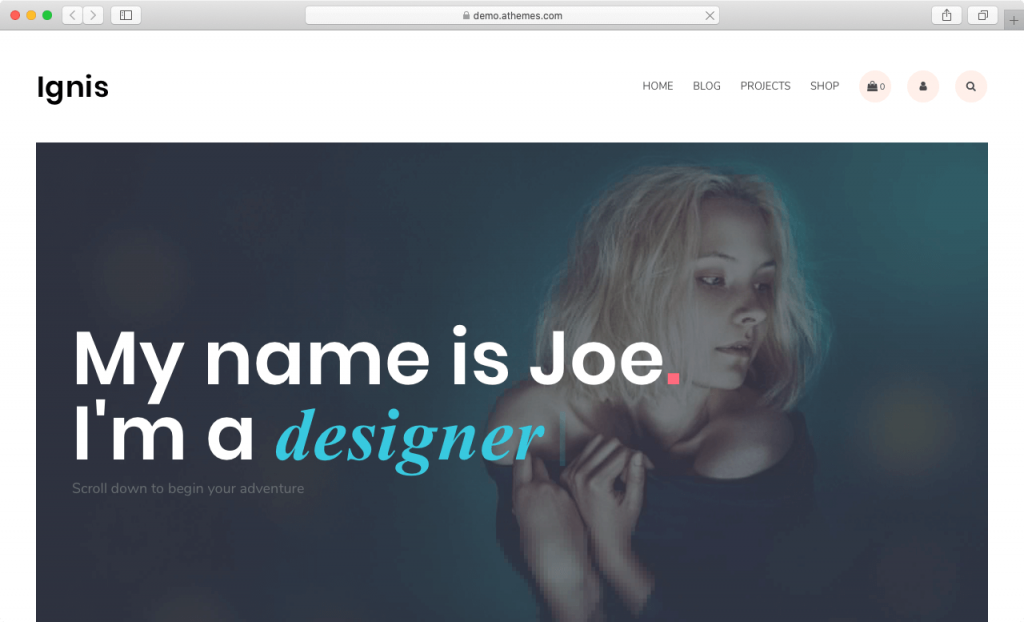 demo.athemes.com
Ignis
HOME BLOG PROJECTS SHOP 0
My name is Joe.
I'm a designer
Scroll down to begin your adventure